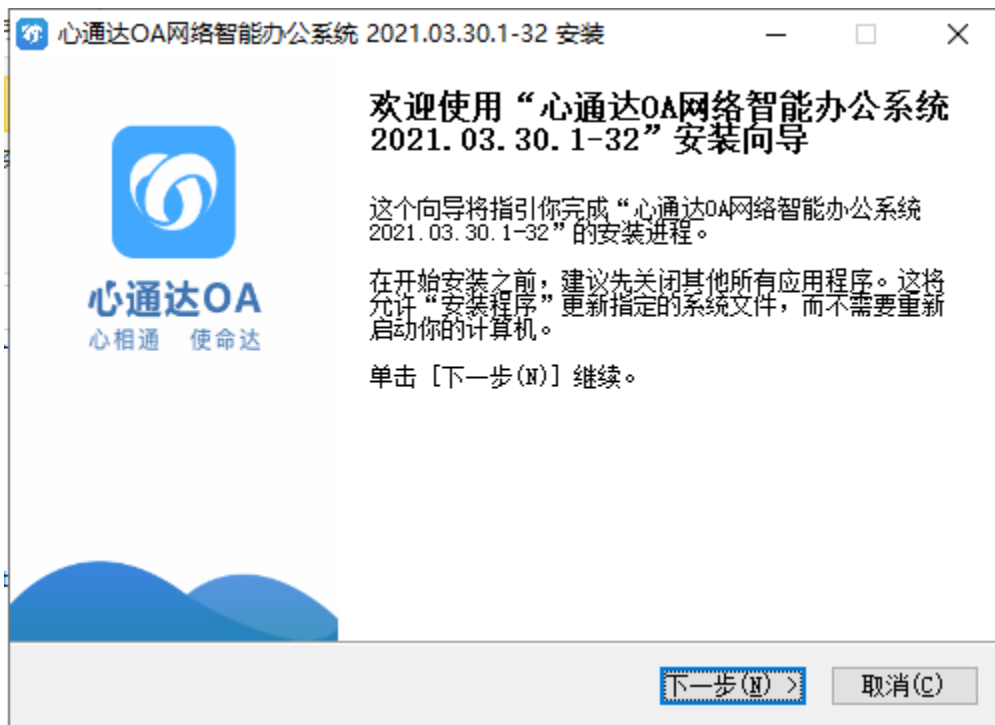 心通达OA网络智能办公系统 2021.03.30.1-32 安装
欢迎使用“心通达OA网络智能办公系统
2021.03.30.1-32”安装向导
心通达OA
心相通 使命达
这个向导将指引你完成“心通达OA网络智能办公系统
2021.03.30.1-32”的安装进程。
在开始安装之前，建议先关闭其他所有应用程序。这将
允许“安装程序”更新指定的系统文件，而不需要重新
启动你的计算机。
单击 [下一步(N)] 继续。
下一步(N) >
取消(C)